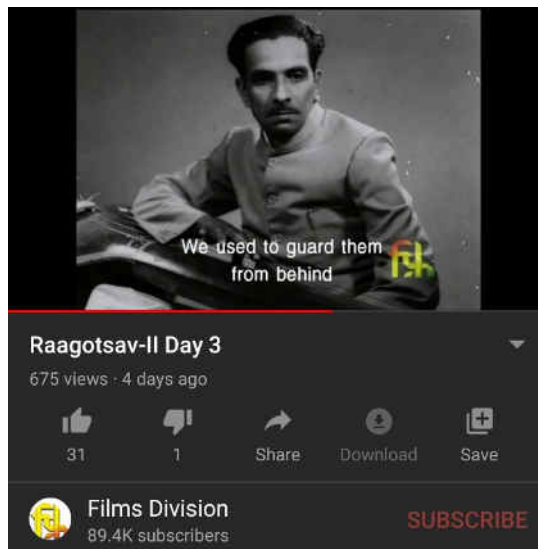 We used to guard them
from behind
Raagotsav-II Day 3
675 views · 4 days ago
31
1
Share
Download
Save
Films Division
89.4K subscribers
SUBSCRIBE